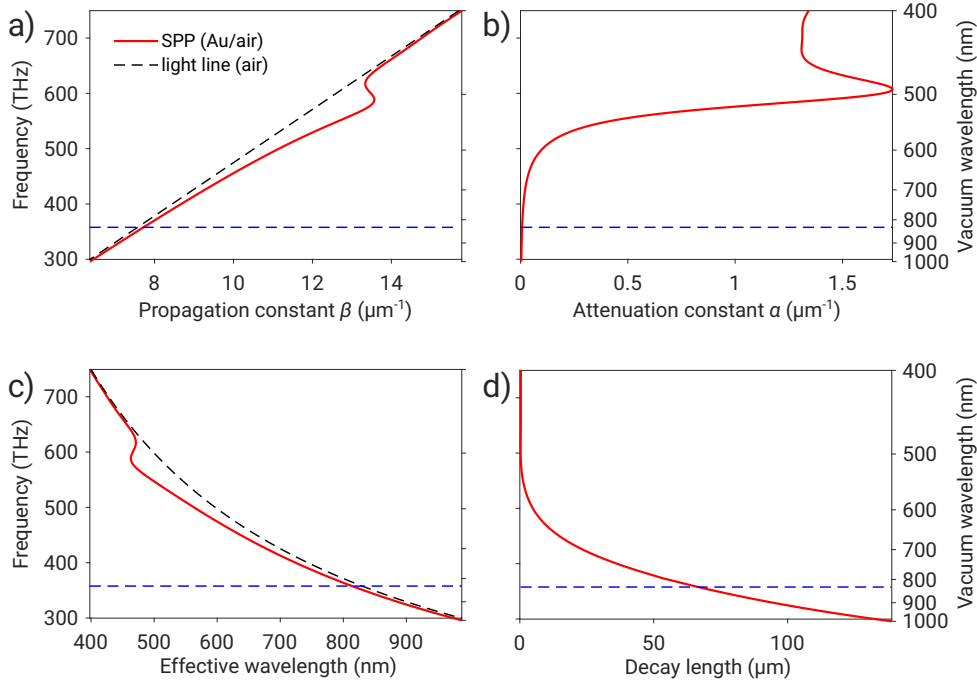 a)
750
600
500
400
300
Frequency (THz)
SPP (Au/air)
light line (air)
8
10
12
14
Propagation constant β (μm⁻¹)
b)
400
500
600
700
800
900
1000
Vacuum wavelength (nm)
0
0.5
1
1.5
Attenuation constant α (μm⁻¹)
c)
700
600
500
400
300
Frequency (THz)
400
500
600
700
800
900
Effective wavelength (nm)
d)
400
500
600
700
800
900
1000
Vacuum wavelength (nm)
0
50
100
Decay length (μm)